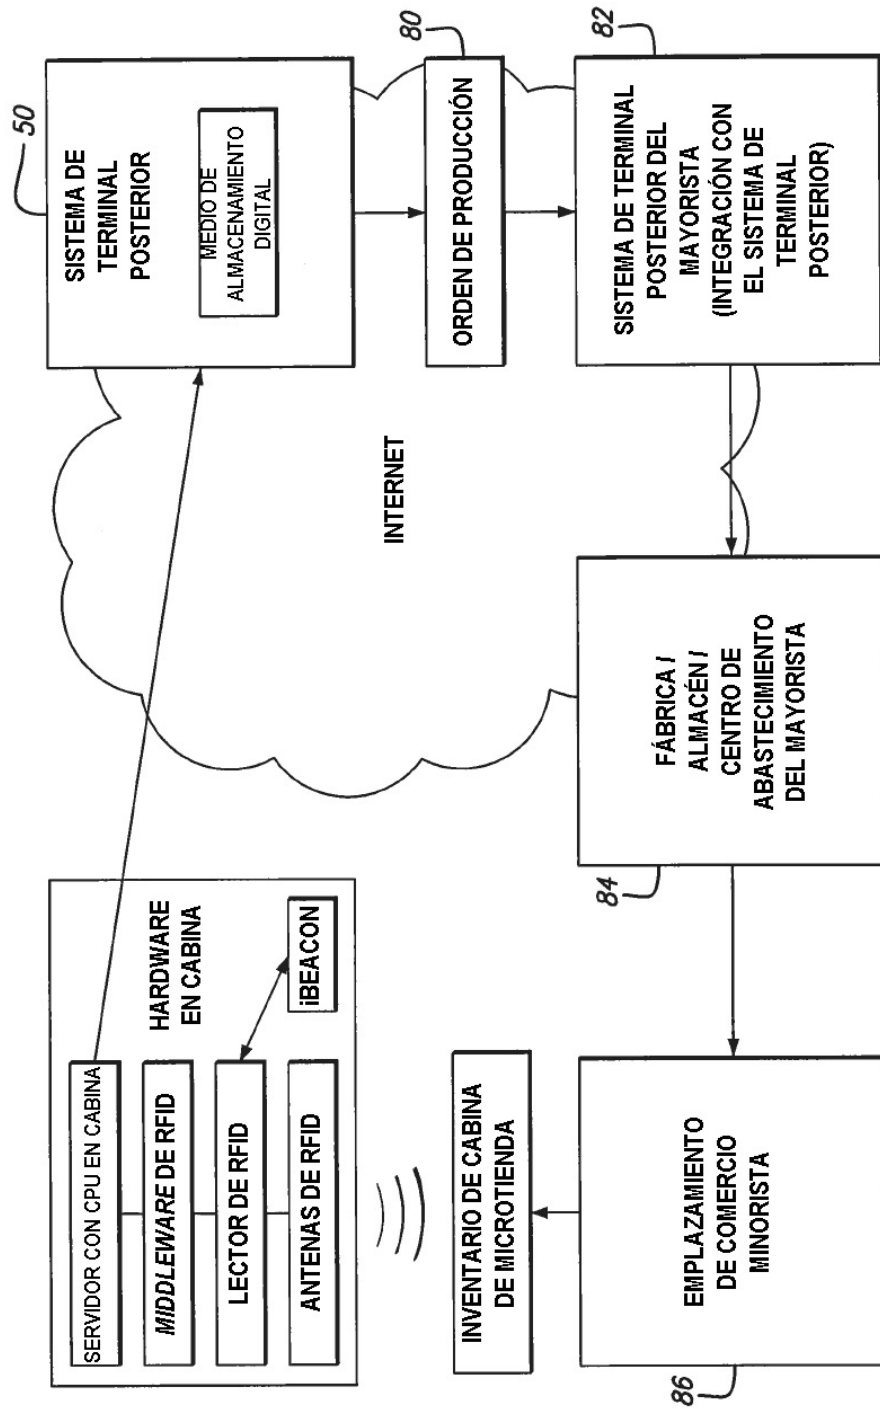 50
SISTEMA DE
TERMINAL
POSTERIOR
MEDIO DE
ALMACENAMIENTO
DIGITAL
80
ORDEN DE PRODUCCIÓN
82
SISTEMA DE TERMINAL
POSTERIOR DEL
MAYORISTA
(INTEGRACIÓN CON
EL SISTEMA DE
TERMINAL
POSTERIOR)
INTERNET
FÁBRICA /
ALMACÉN /
CENTRO DE
ABASTECIMIENTO
DEL MAYORISTA
84
HARDWARE
EN CABINA
SERVIDOR CON CPU EN CABINA
MIDDLEWARE DE RFID
LECTOR DE RFID
ANTENAS DE RFID
iBEACON
INVENTARIO DE CABINA
DE MICROTIENDA
EMPLAZAMIENTO
DE COMERCIO
MINORISTA
86